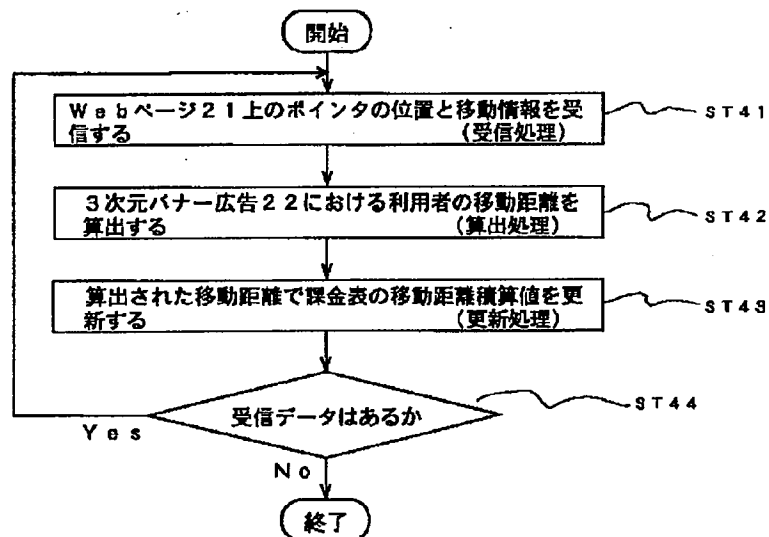 開始
Ｗｅｂページ２１上のポインタの位置と移動情報を受
信する　（受信処理）
ＳＴ４１
３次元バナー広告２２における利用者の移動距離を
算出する　（算出処理）
ＳＴ４２
算出された移動距離で課金表の移動距離積算値を更
新する　（更新処理）
ＳＴ４３
受信データはあるか
ＳＴ４４
Ｙｅｓ
Ｎｏ
終了